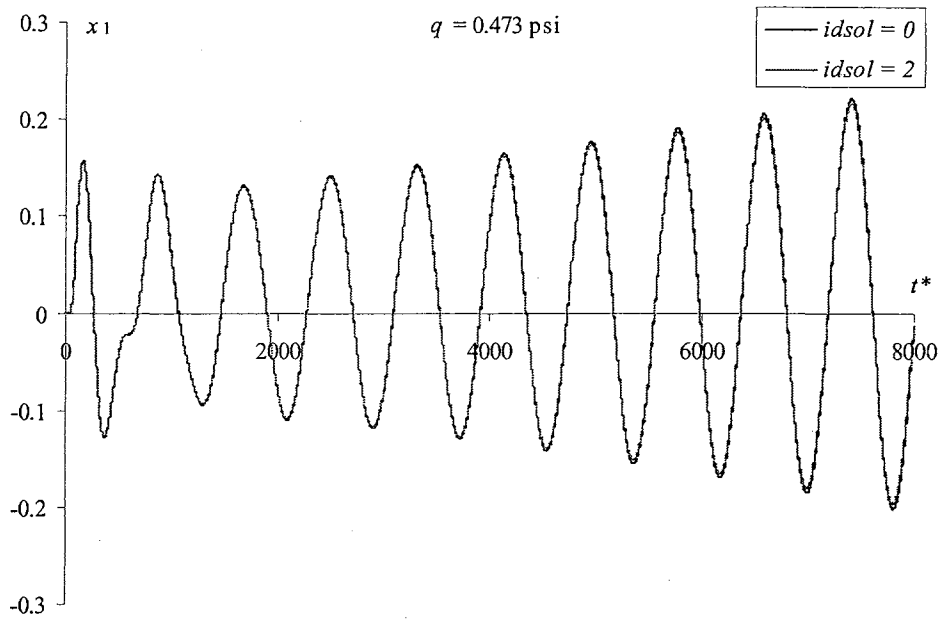 0.3
x1
q = 0.473 psi
idsol = 0
idsol = 2
0.2
0.1
t*
0
0
2000
4000
6000
8000
-0.1
-0.2
-0.3